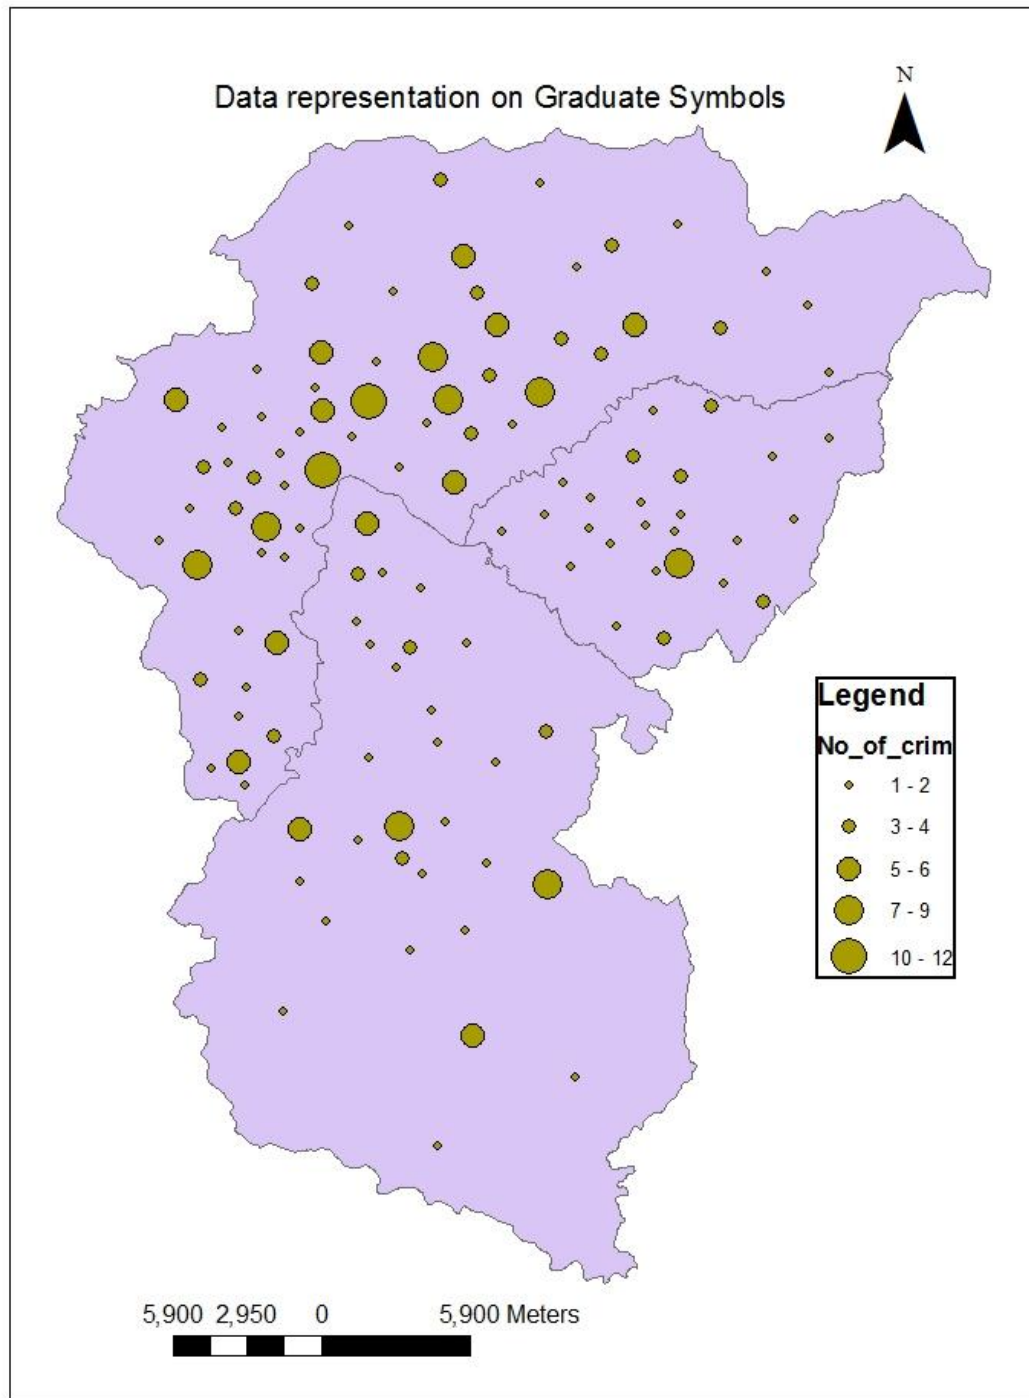 N
Data representation on Graduate Symbols
Legend
No_of_crim
1 - 2
3 - 4
5 - 6
7 - 9
10 - 12
5,900 2,950 0 5,900 Meters